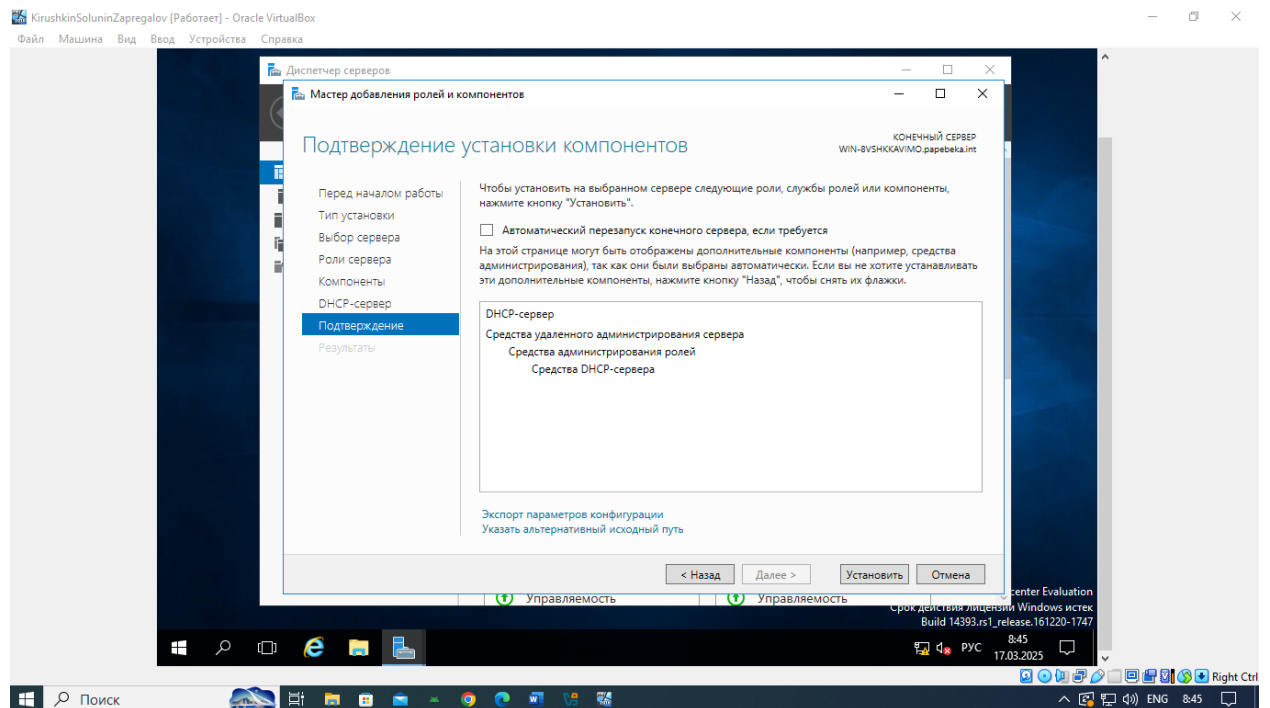 KirushkinSoluninZapregalov [Работает] - Oracle VirtualBox
Файл Машина Вид Ввод Устройства Справка
Диспетчер серверов
Мастер добавления ролей и компонентов
Подтверждение установки компонентов
КОНЕЧНЫЙ СЕРВЕР
WIN-8VSHKKAVIMO.papebeka.int
Перед началом работы
Тип установки
Выбор сервера
Роли сервера
Компоненты
DHCP-сервер
Подтверждение
Результаты
Чтобы установить на выбранном сервере следующие роли, службы ролей или компоненты,
нажмите кнопку "Установить".
Автоматический перезапуск конечного сервера, если требуется
На этой странице могут быть отображены дополнительные компоненты (например, средства
администрирования), так как они были выбраны автоматически. Если вы не хотите устанавливать
эти дополнительные компоненты, нажмите кнопку "Назад", чтобы снять их флажки.
DHCP-сервер
Средства удаленного администрирования сервера
Средства администрирования ролей
Средства DHCP-сервера
Экспорт параметров конфигурации
Указать альтернативный исходный путь
< Назад Далее > Установить Отмена
Управляемость Управляемость
center Evaluation
Срок действия лицензии Windows истек
Build 14393.rs1_release.161220-1747
РУС 8:45
17.03.2025
Right Ctrl
Поиск
ENG 8:45